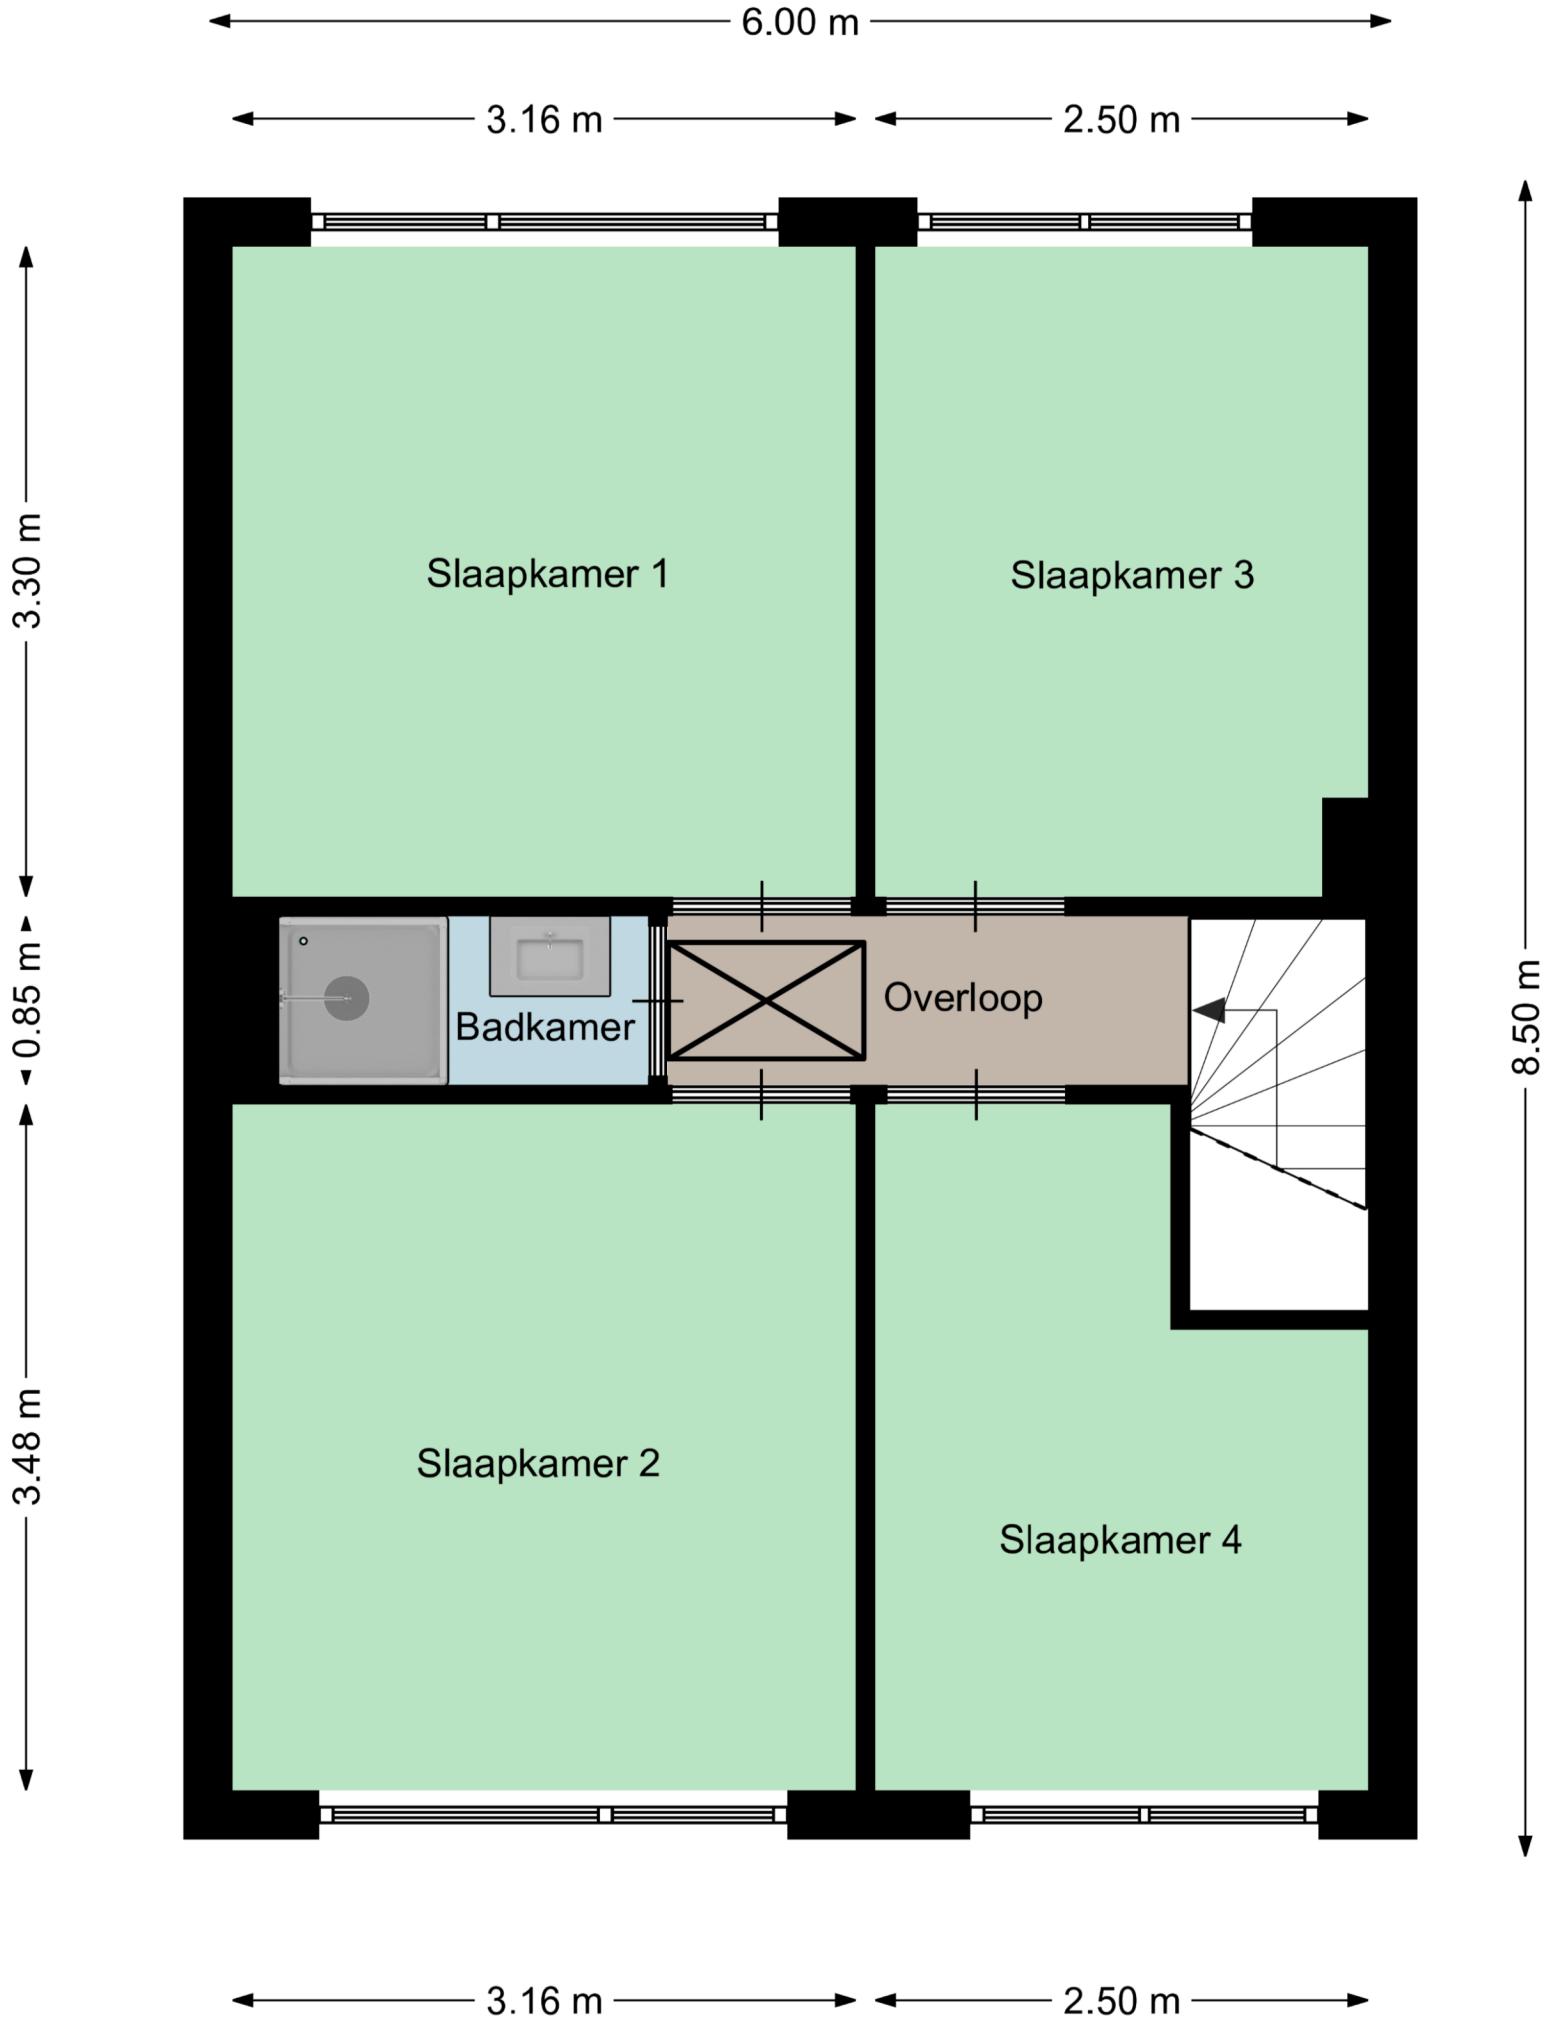 6.00 m
3.16 m
2.50 m
3.30 m
Slaapkamer 1
Slaapkamer 3
0.85 m
Badkamer
Overloop
8.50 m
3.48 m
Slaapkamer 2
Slaapkamer 4
3.16 m
2.50 m